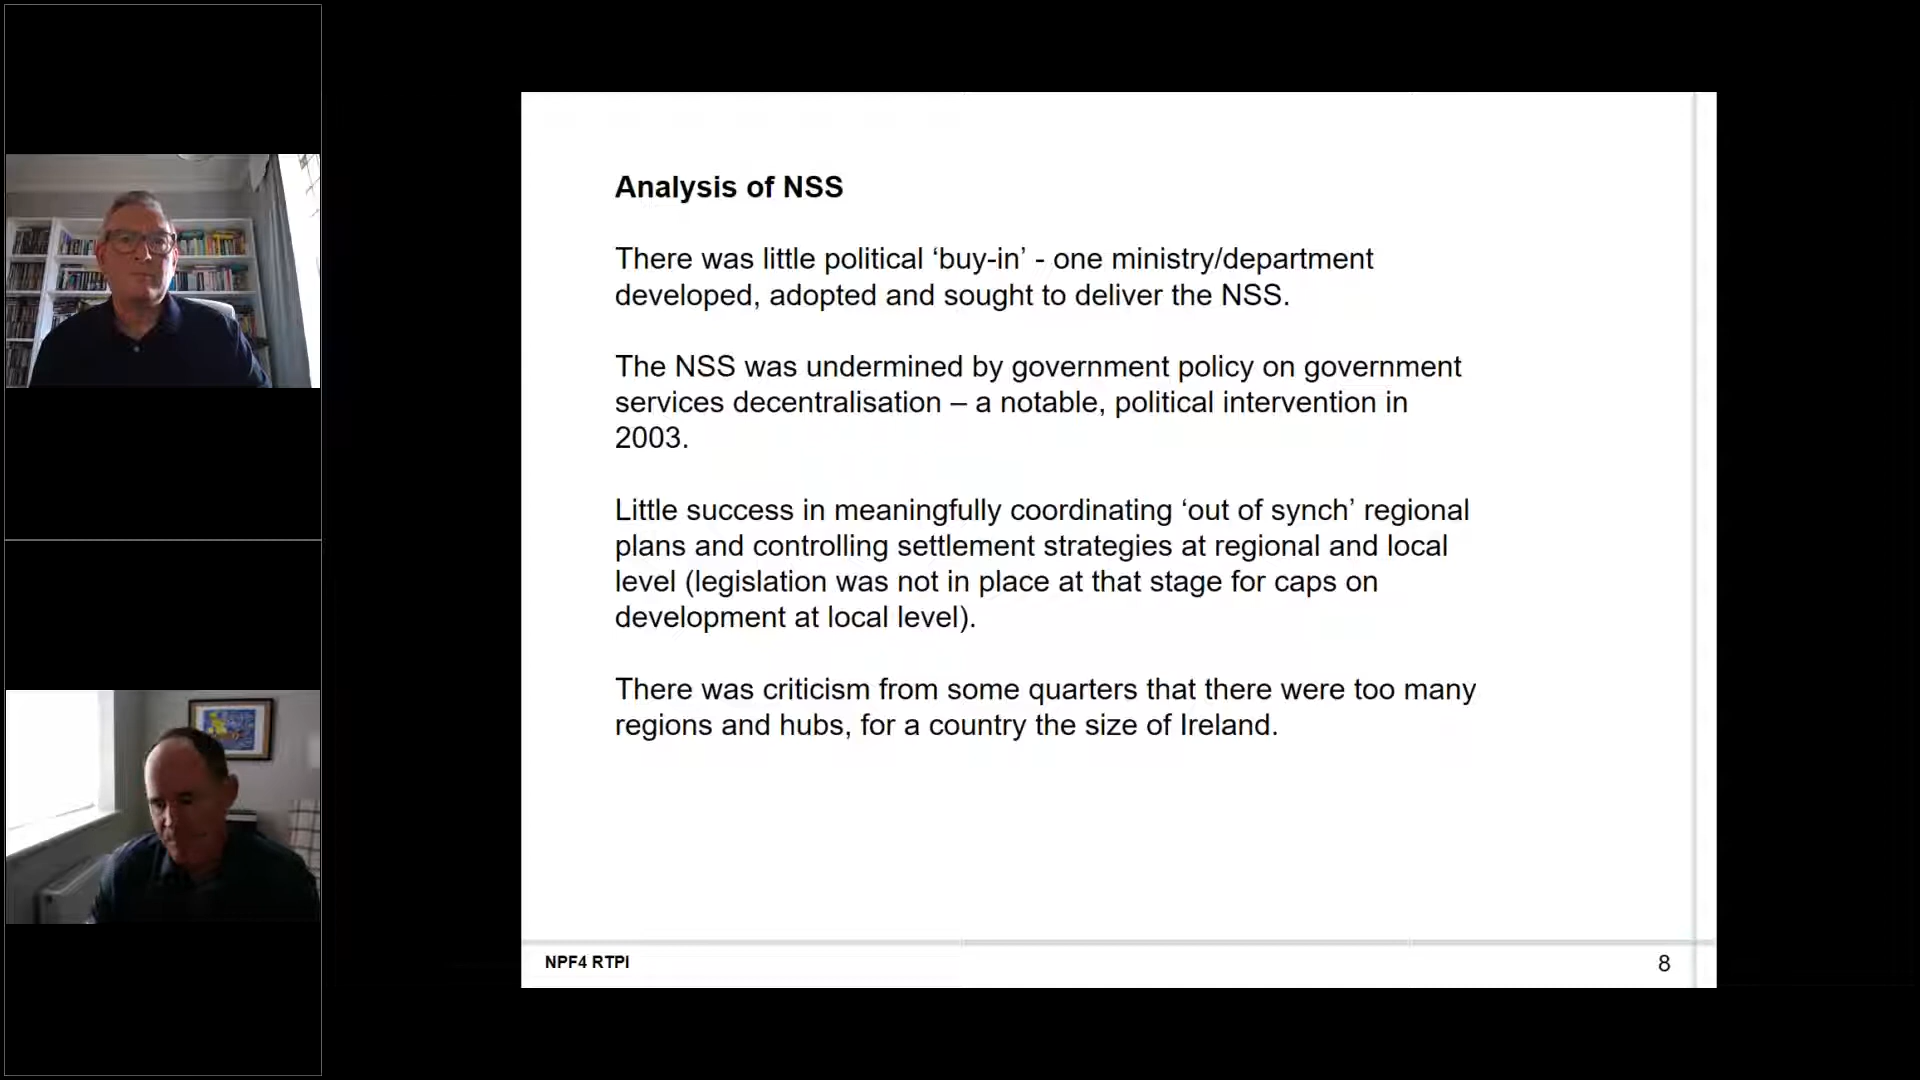 Analysis of NSS
There was little political ‘buy-in’ - one ministry/department
developed, adopted and sought to deliver the NSS.
The NSS was undermined by government policy on government
services decentralisation – a notable, political intervention in
2003.
Little success in meaningfully coordinating ‘out of synch’ regional
plans and controlling settlement strategies at regional and local
level (legislation was not in place at that stage for caps on
development at local level).
There was criticism from some quarters that there were too many
regions and hubs, for a country the size of Ireland.
NPF4 RTPI
8